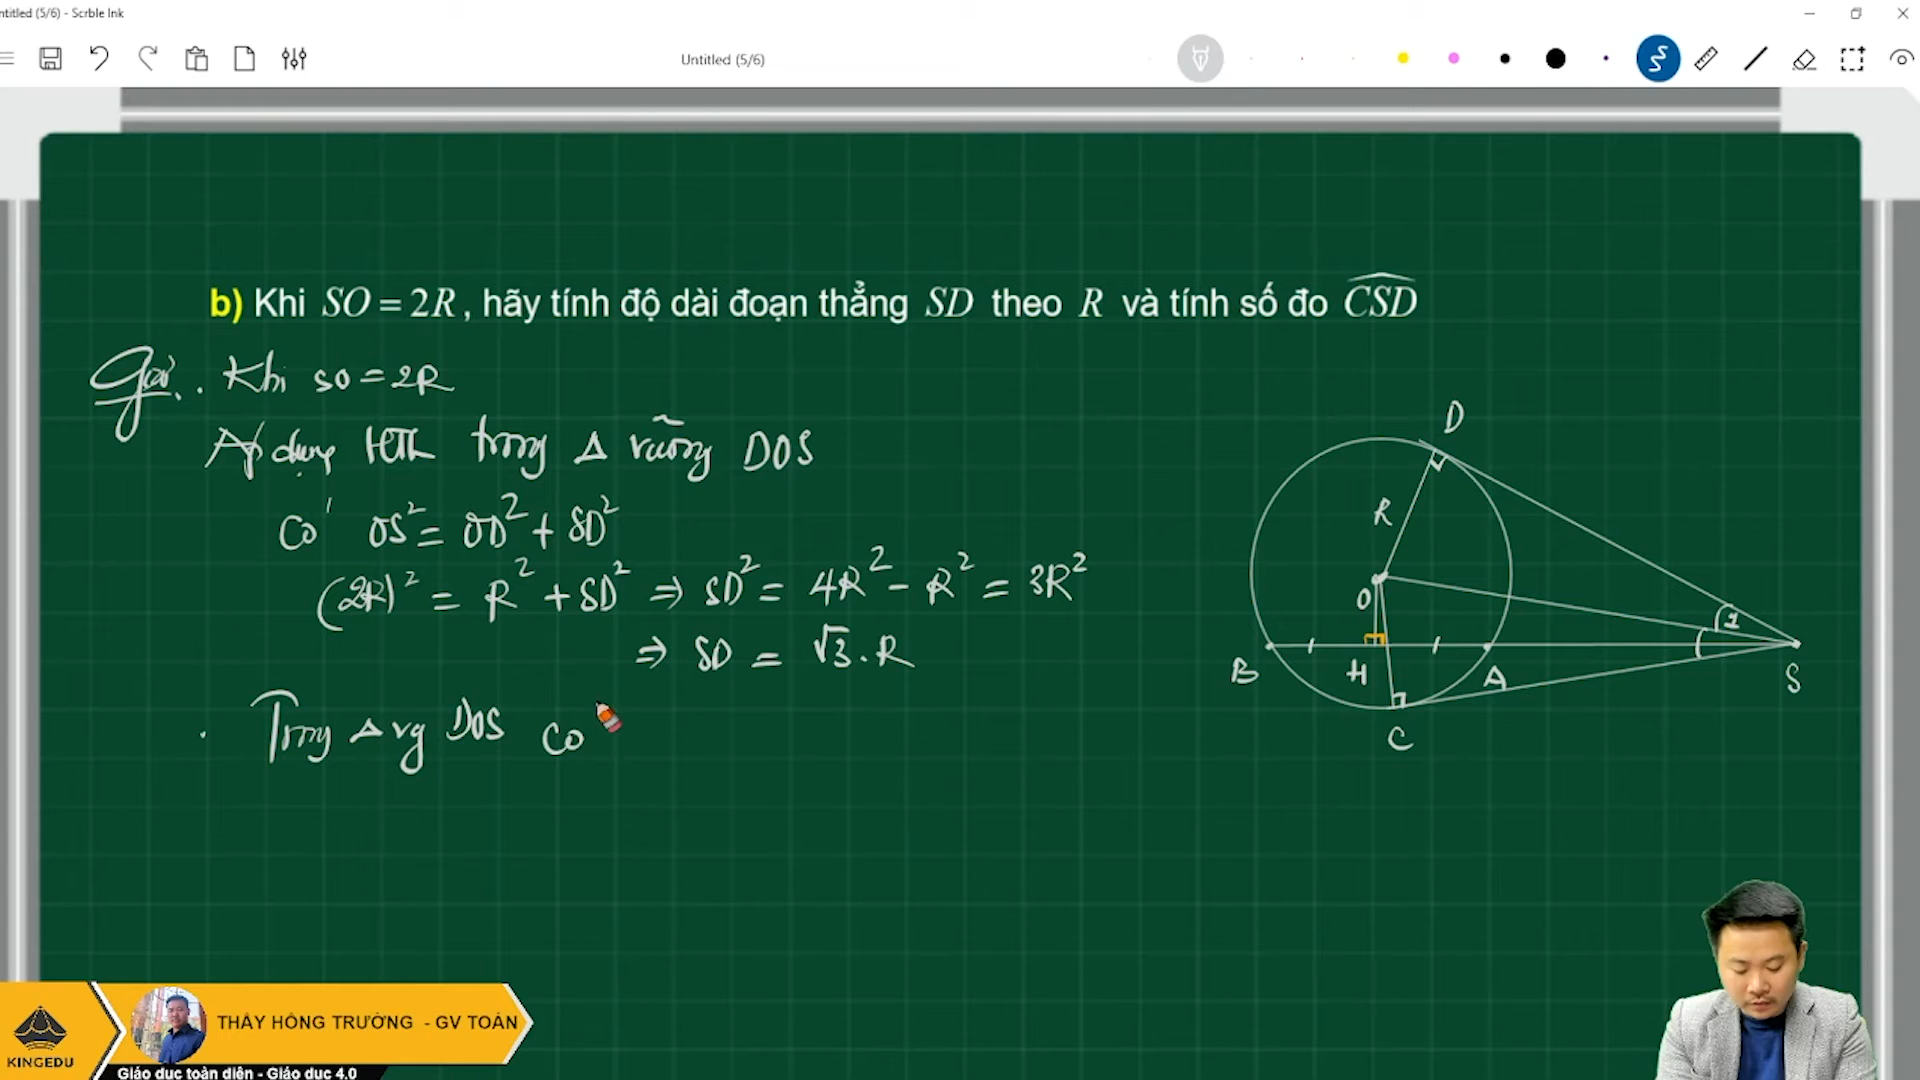 ntitled (5/6) - Scrble Ink
Untitled (5/6)
b) Khi SO = 2R, hãy tính độ dài đoạn thẳng SD theo R và tính số đo \widehat{CSD}
Giải. Khi SO = 2R
Áp dụng HTL trong Δ vuông DOS
Có OS² = OD² + SD²
(2R)² = R² + SD² ⇒ SD² = 4R² - R² = 3R²
⇒ SD = √3 . R
. Trong Δ vg DOS Co
D
R
O
1
B
H
A
S
C
THẦY HỒNG TRƯỜNG - GV TOÁN
KINGEDU
Giáo dục toàn diện - Giáo dục 4.0